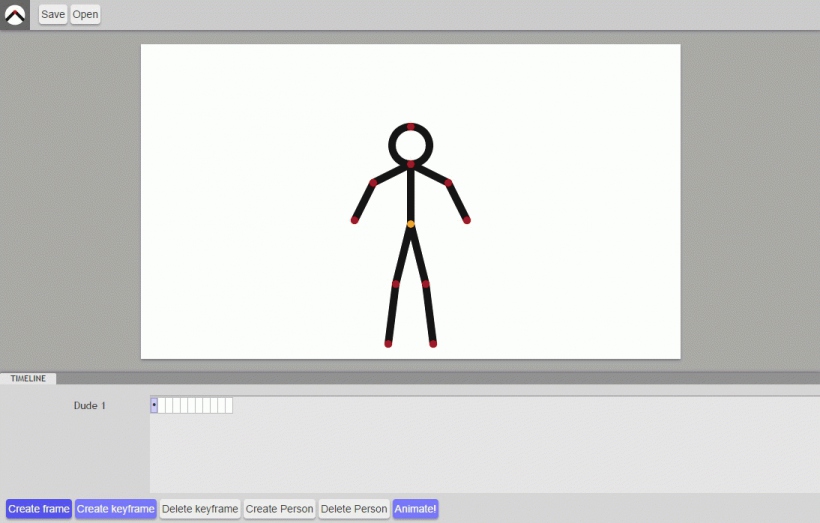 Save Open
TIMELINE
Dude 1
Create frame Create keyframe Delete keyframe Create Person Delete Person Animate!